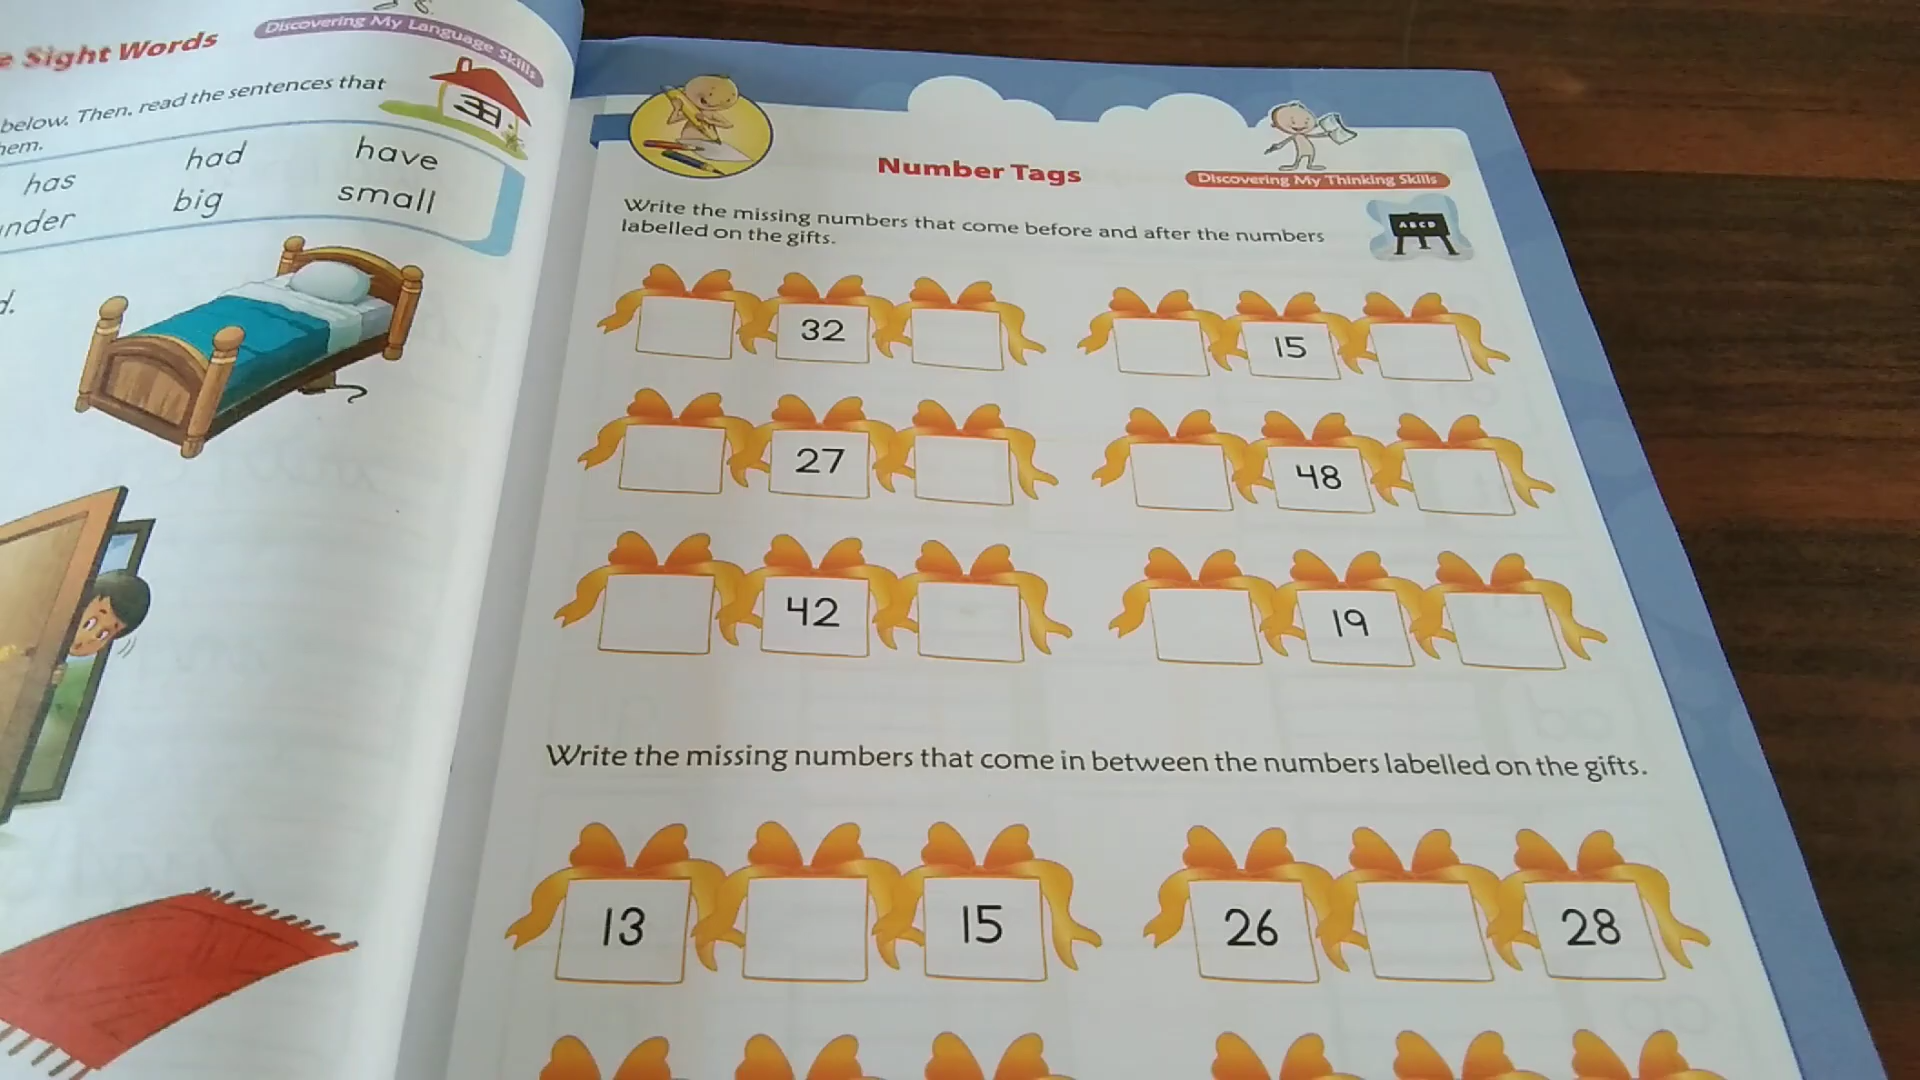 Discovering My Language Skills
Sight Words
below. Then, read the sentences that
has had have
big small
Number Tags
Discovering My Thinking Skills
ABCD
Write the missing numbers that come before and after the numbers
labelled on the gifts.
32 15
27 48
42 19
Write the missing numbers that come in between the numbers labelled on the gifts.
13 15 26 28